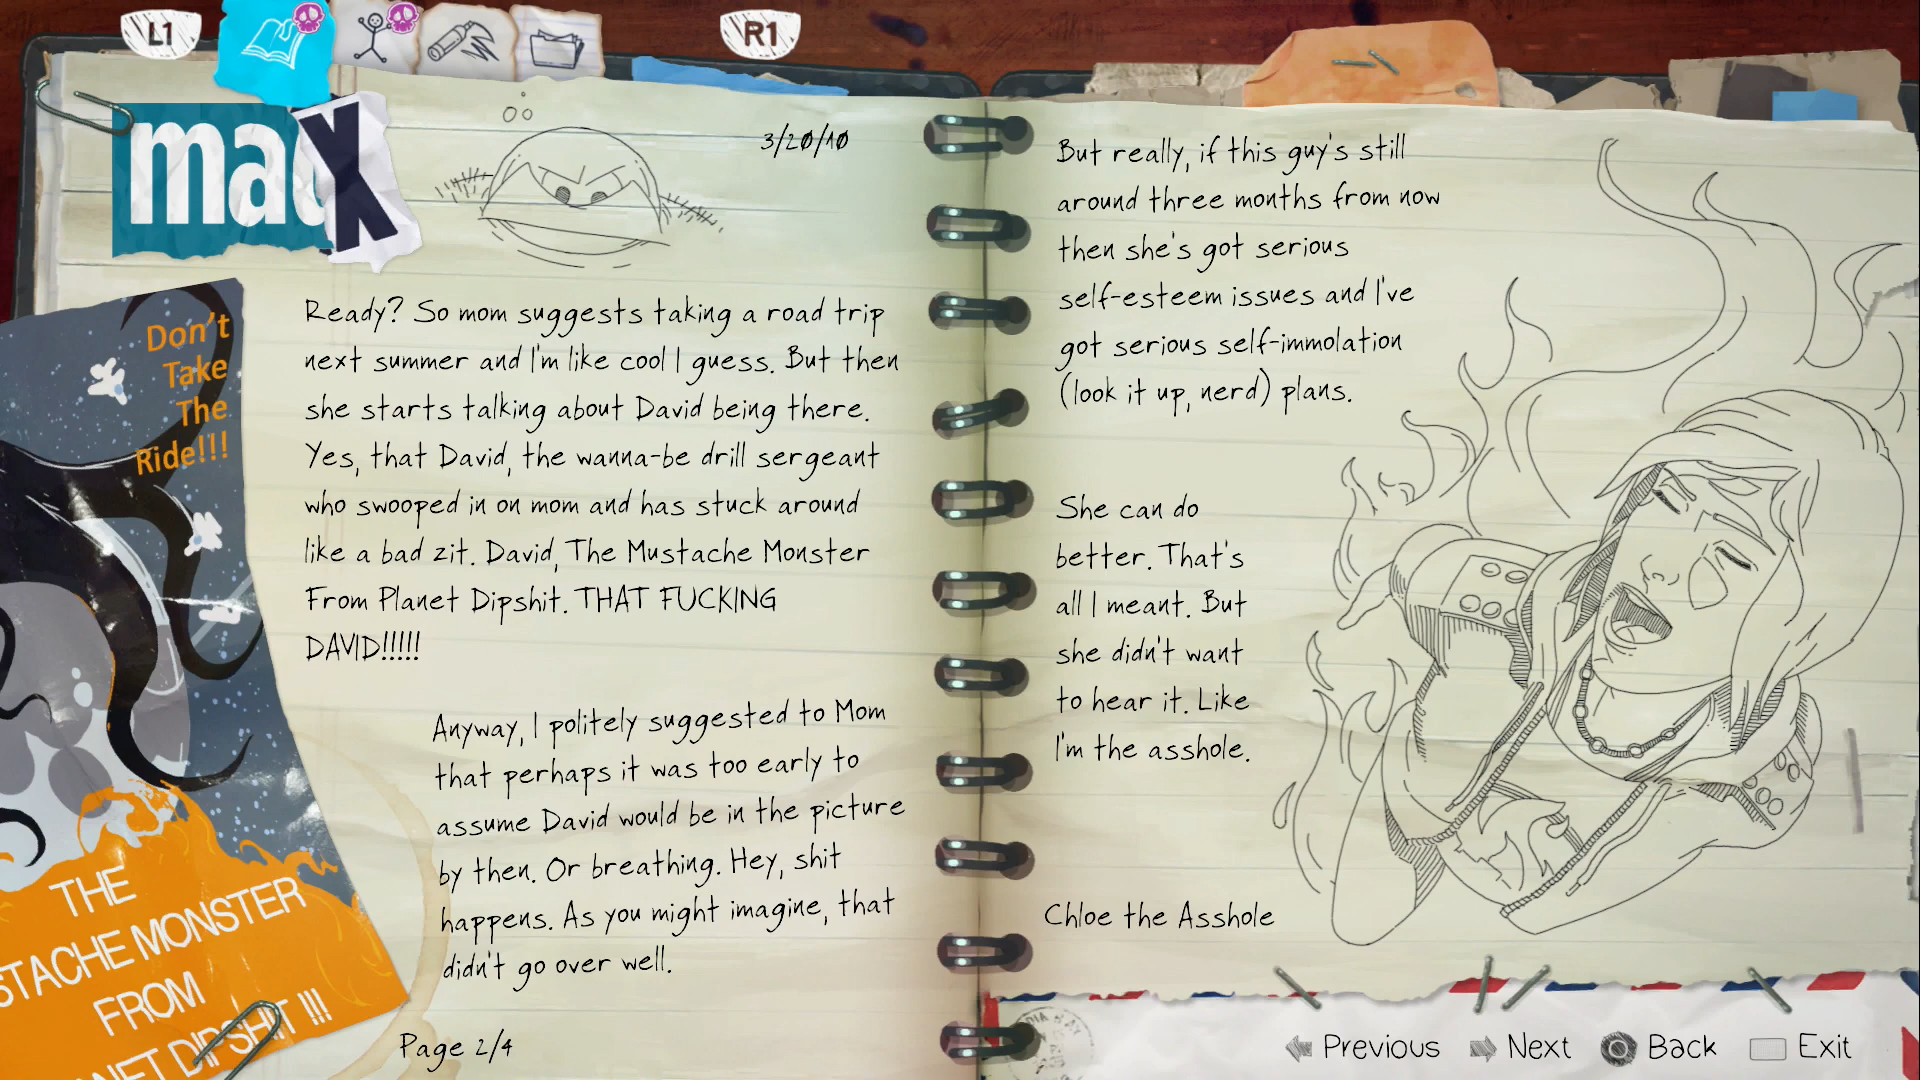 L1
R1
max
3/20/10
Don't
Take
The
Ride!!!
Ready? So mom suggests taking a road trip
next summer and I'm like cool I guess. But then
she starts talking about David being there.
Yes, that David, the wanna-be drill sergeant
who swooped in on mom and has stuck around
like a bad zit. David, The Mustache Monster
From Planet Dipshit. THAT FUCKING
DAVID!!!!!
Anyway, I politely suggested to Mom
that perhaps it was too early to
assume David would be in the picture
by then. Or breathing. Hey, shit
happens. As you might imagine, that
didn't go over well.
THE
STACHE MONSTER
FROM
NET DIPSHIT !!!
Page 2/4
But really, if this guy's still
around three months from now
then she's got serious
self-esteem issues and I've
got serious self-immolation
(look it up, nerd) plans.
She can do
better. That's
all I meant. But
she didn't want
to hear it. Like
I'm the asshole.
Chloe the Asshole
Previous
Next
Back
Exit